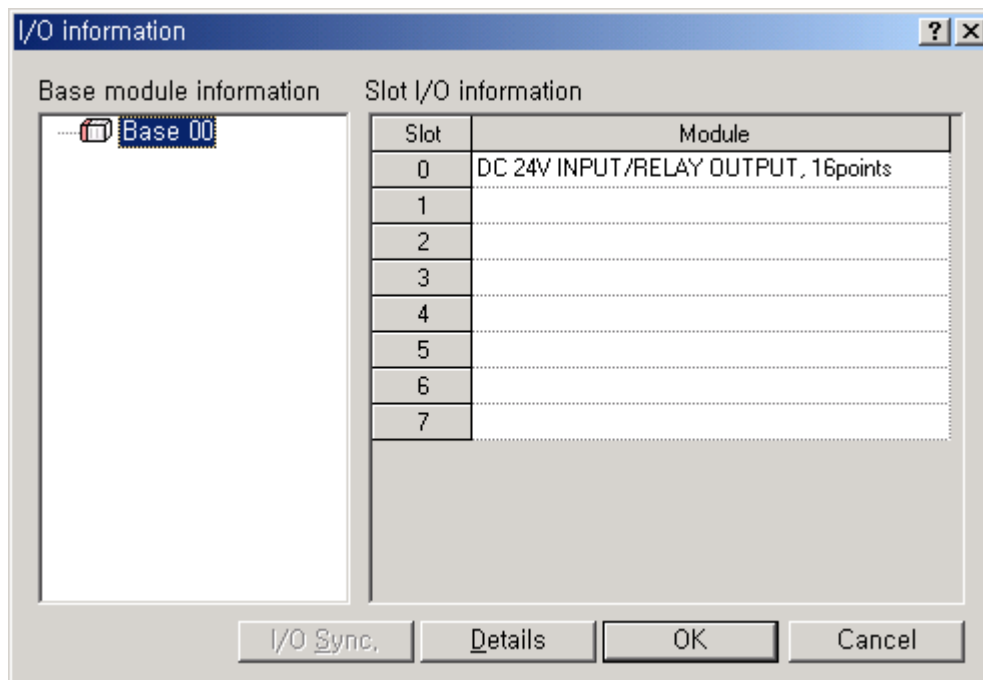 I/O information
Base module information
Slot I/O information
Base 00
Slot Module
0 DC 24V INPUT/RELAY OUTPUT, 16points
1
2
3
4
5
6
7
I/O Sync,
Details
OK
Cancel